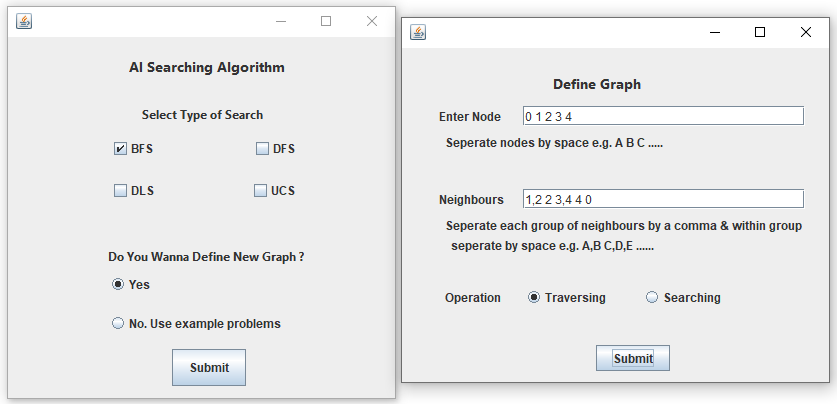 AI Searching Algorithm
Select Type of Search
BFS
DFS
DLS
UCS
Do You Wanna Define New Graph ?
Yes
No. Use example problems
Submit
Define Graph
Enter Node
0 1 2 3 4
Seperate nodes by space e.g. A B C .....
Neighbours
1,2 2 3,4 4 0
Seperate each group of neighbours by a comma & within group
seperate by space e.g. A,B C,D,E ......
Operation
Traversing
Searching
Submit